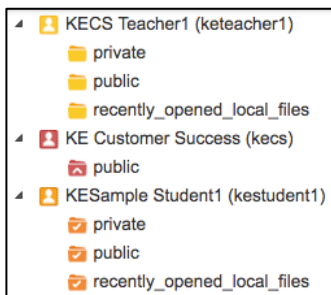 KECS Teacher1 (keteacher1)
private
public
recently_opened_local_files
KE Customer Success (kecs)
public
KESample Student1 (kestudent1)
private
public
recently_opened_local_files